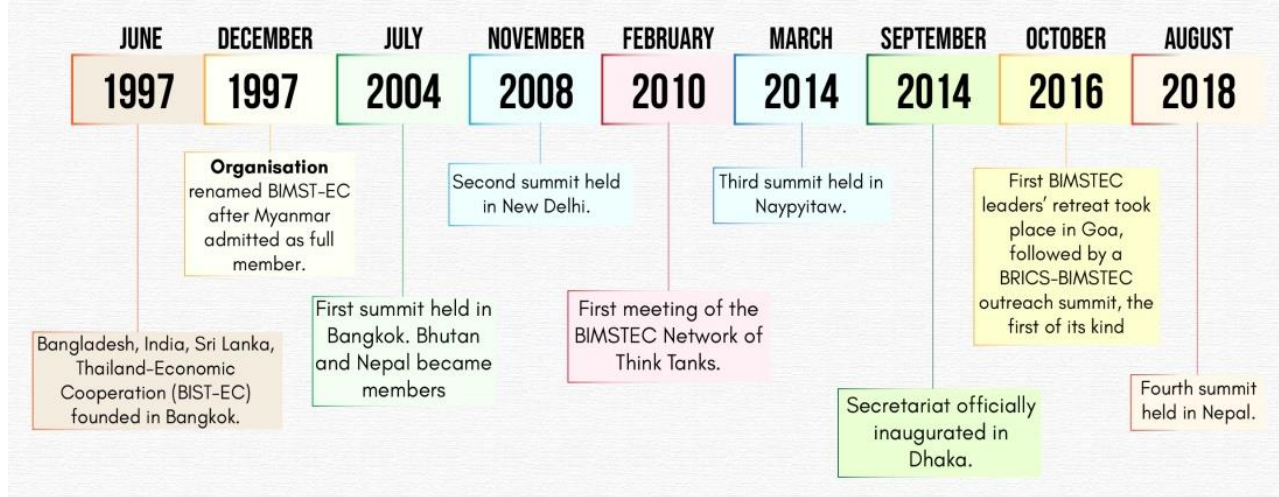 JUNE
1997
DECEMBER
1997
JULY
2004
NOVEMBER
2008
FEBRUARY
2010
MARCH
2014
SEPTEMBER
2014
OCTOBER
2016
AUGUST
2018
Bangladesh, India, Sri Lanka,
Thailand-Economic
Cooperation (BIST-EC)
founded in Bangkok.
Organisation
renamed BIMST-EC
after Myanmar
admitted as full
member.
First summit held in
Bangkok. Bhutan
and Nepal became
members
Second summit held
in New Delhi.
First meeting of the
BIMSTEC Network of
Think Tanks.
Third summit held in
Naypyitaw.
Secretariat officially
inaugurated in
Dhaka.
First BIMSTEC
leaders' retreat took
place in Goa,
followed by a
BRICS-BIMSTEC
outreach summit, the
first of its kind
Fourth summit
held in Nepal.